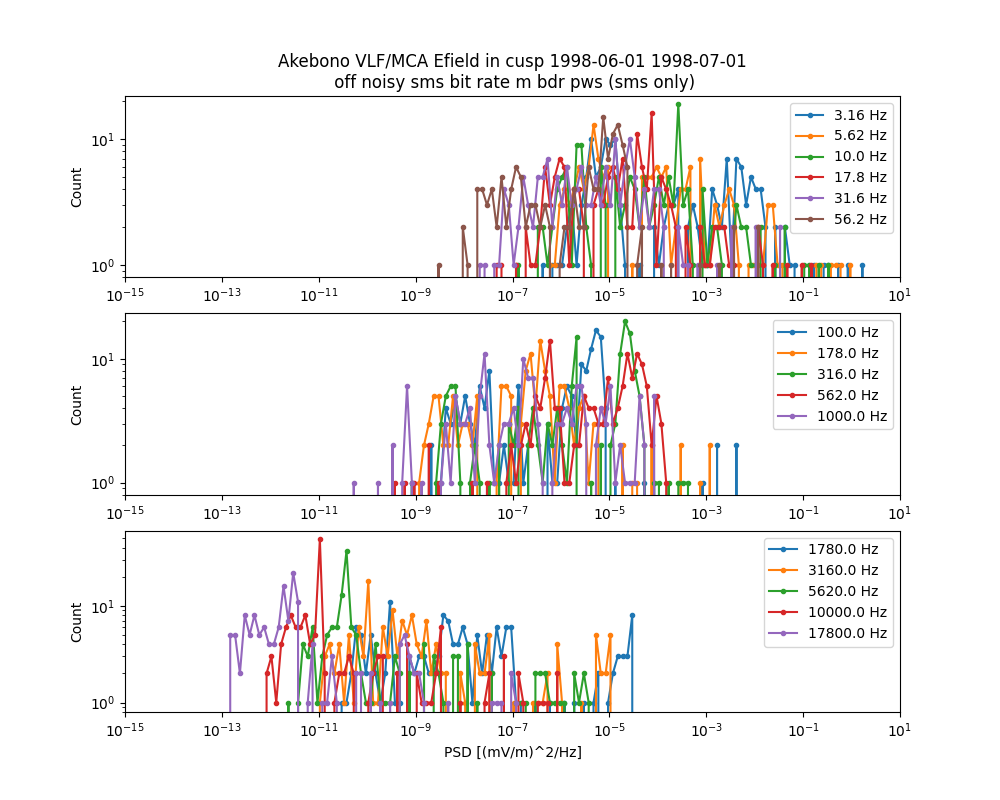 Akebono VLF/MCA Efield in cusp 1998-06-01 1998-07-01
off noisy sms bit rate m bdr pws (sms only)
Count
10^1
10^0
3.16 Hz
5.62 Hz
10.0 Hz
17.8 Hz
31.6 Hz
56.2 Hz
10^−15 10^−13 10^−11 10^−9 10^−7 10^−5 10^−3 10^−1 10^1
Count
10^1
10^0
100.0 Hz
178.0 Hz
316.0 Hz
562.0 Hz
1000.0 Hz
10^−15 10^−13 10^−11 10^−9 10^−7 10^−5 10^−3 10^−1 10^1
Count
10^1
10^0
1780.0 Hz
3160.0 Hz
5620.0 Hz
10000.0 Hz
17800.0 Hz
10^−15 10^−13 10^−11 10^−9 10^−7 10^−5 10^−3 10^−1 10^1
PSD [(mV/m)^2/Hz]